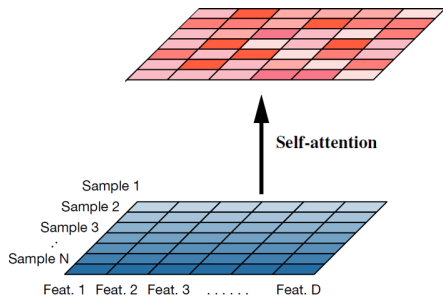 Self-attention
Sample 1
Sample 2
Sample 3
. .
Sample N
Feat. 1 Feat. 2 Feat. 3 . . . . . . Feat. D